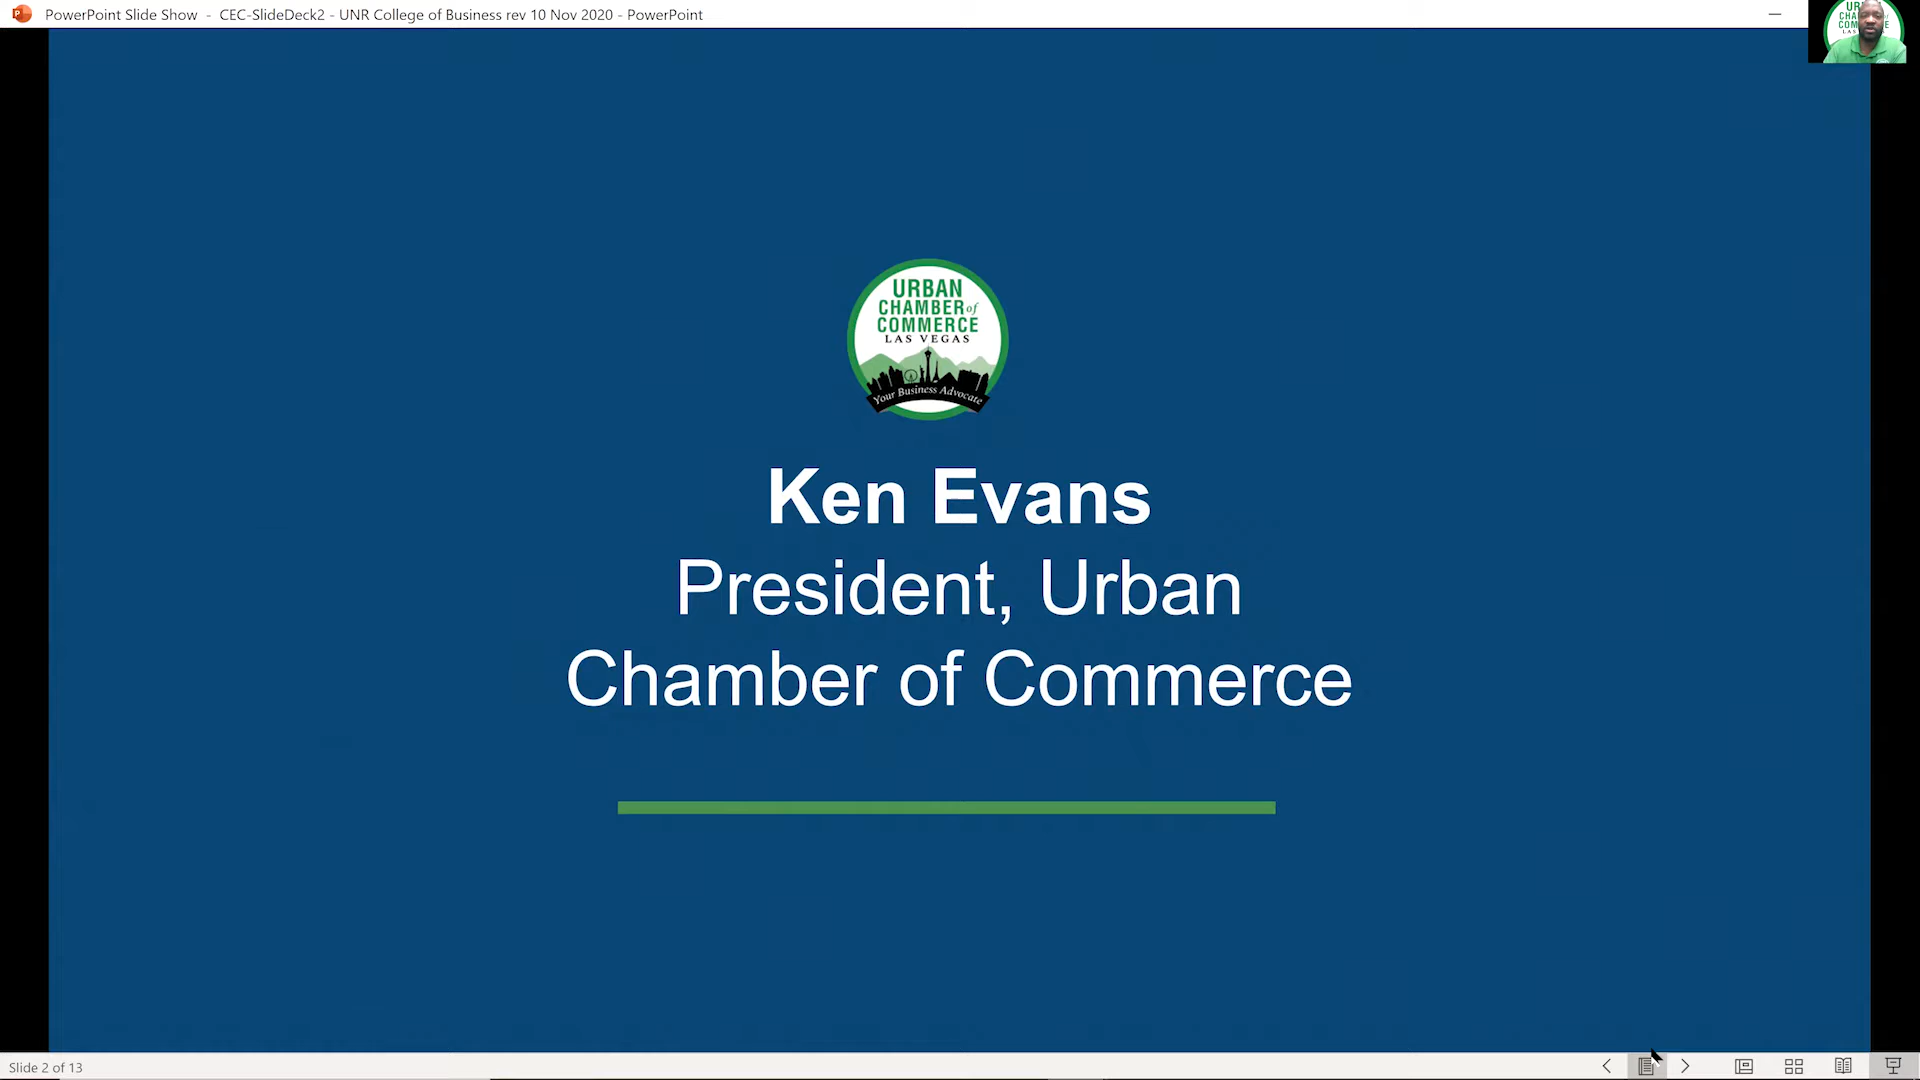 PowerPoint Slide Show - CEC-SlideDeck2 - UNR College of Business rev 10 Nov 2020 - PowerPoint
URBAN
CHAMBER of
COMMERCE
LAS VEGAS
Your Business Advocate
Ken Evans
President, Urban
Chamber of Commerce
Slide 2 of 13